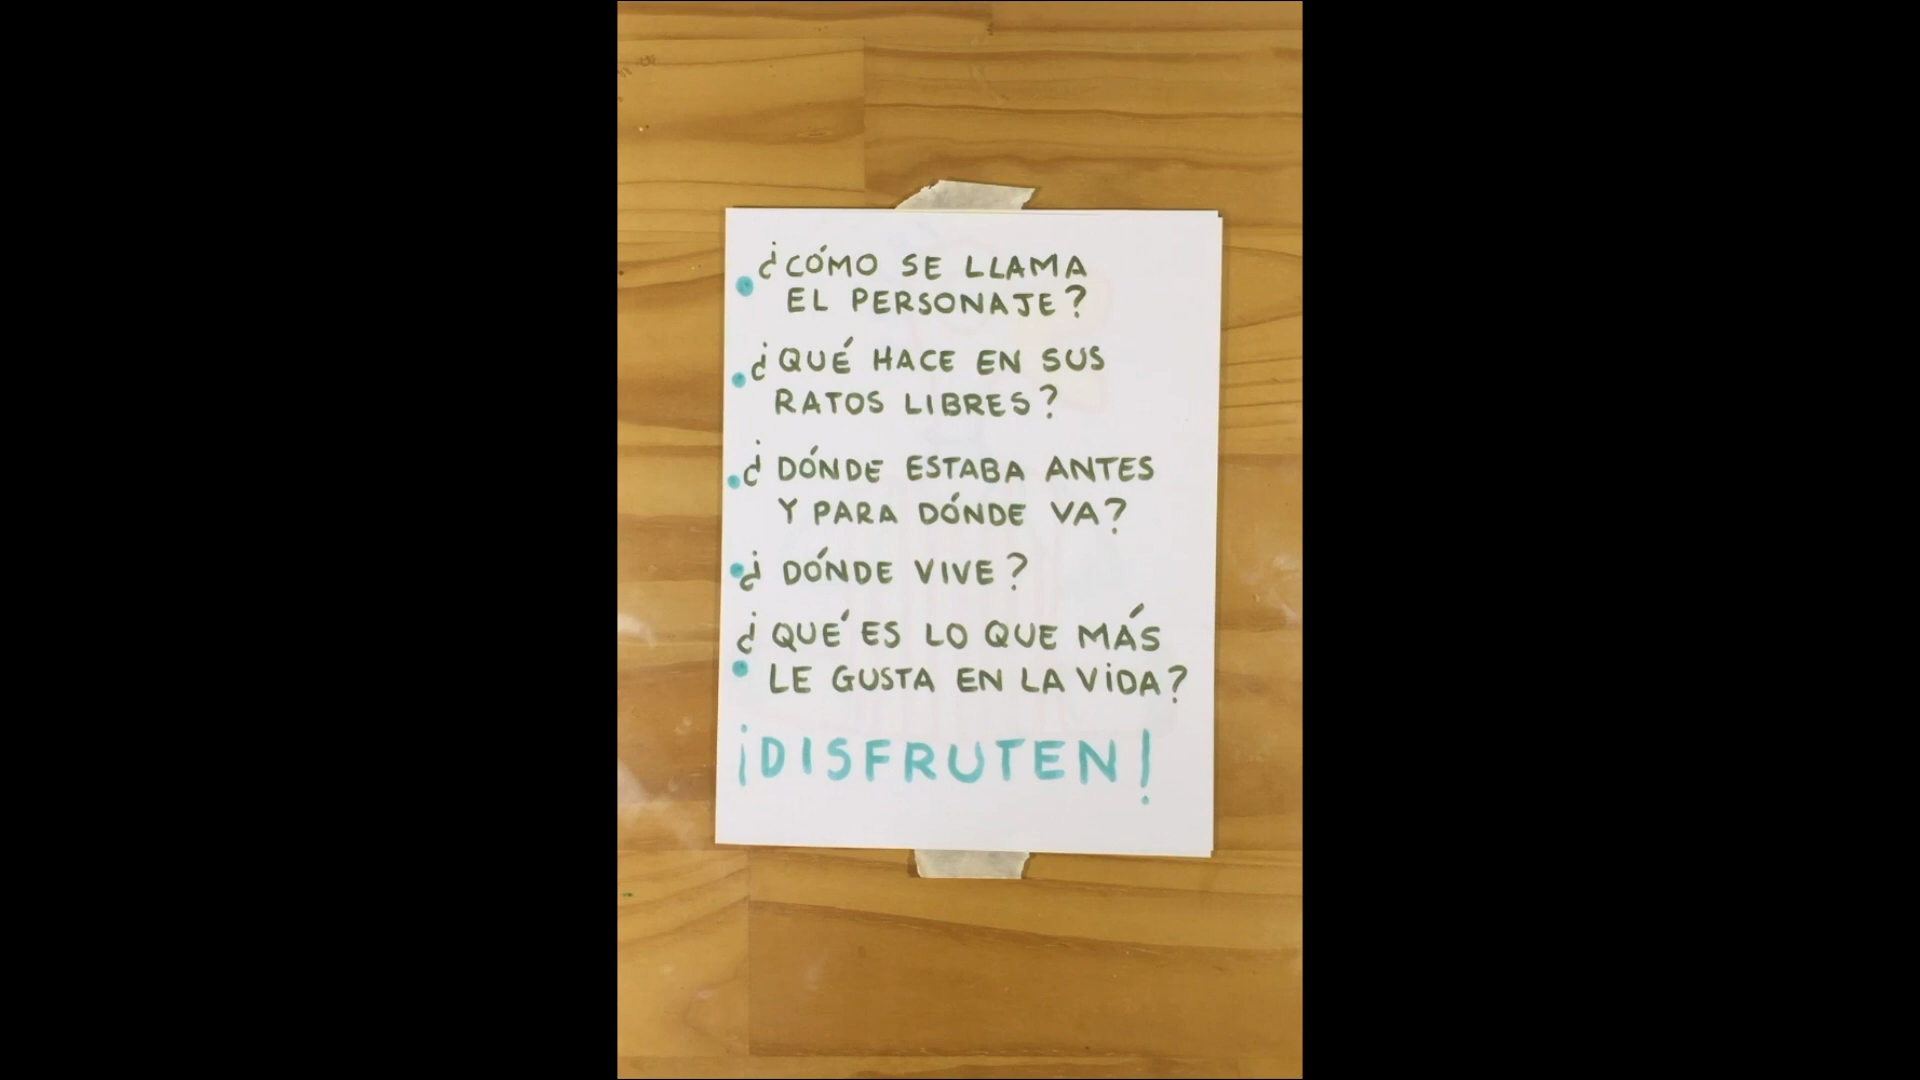 ¿CÓMO SE LLAMA
EL PERSONAJE?
¿QUÉ HACE EN SUS
RATOS LIBRES?
¿DÓNDE ESTABA ANTES
Y PARA DÓNDE VA?
¿DÓNDE VIVE?
¿QUÉ ES LO QUE MÁS
LE GUSTA EN LA VIDA?
¡DISFRUTEN!